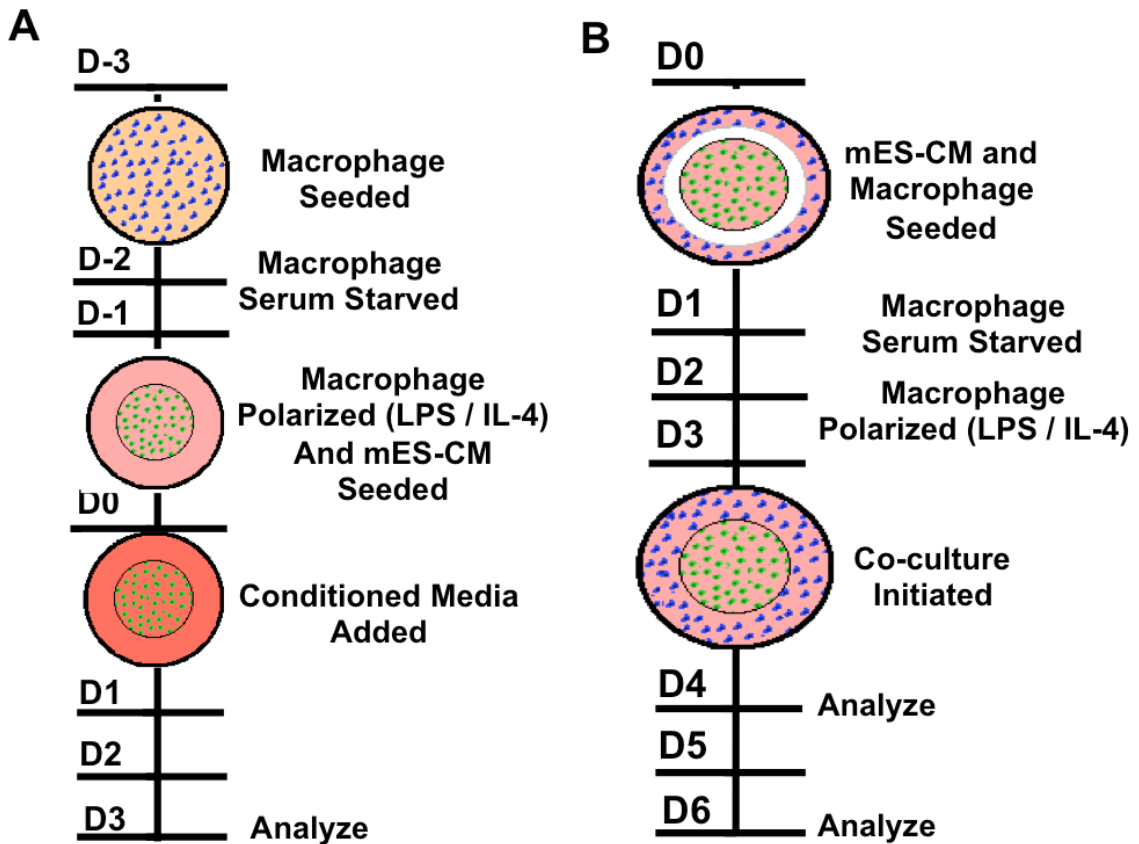 A
D-3
Macrophage
Seeded
D-2
Macrophage
Serum Starved
D-1
Macrophage
Polarized (LPS / IL-4)
And mES-CM
Seeded
D0
Conditioned Media
Added
D1
D2
D3
Analyze
B
D0
mES-CM and
Macrophage
Seeded
D1
Macrophage
Serum Starved
D2
Macrophage
Polarized (LPS / IL-4)
D3
Co-culture
Initiated
D4
Analyze
D5
D6
Analyze